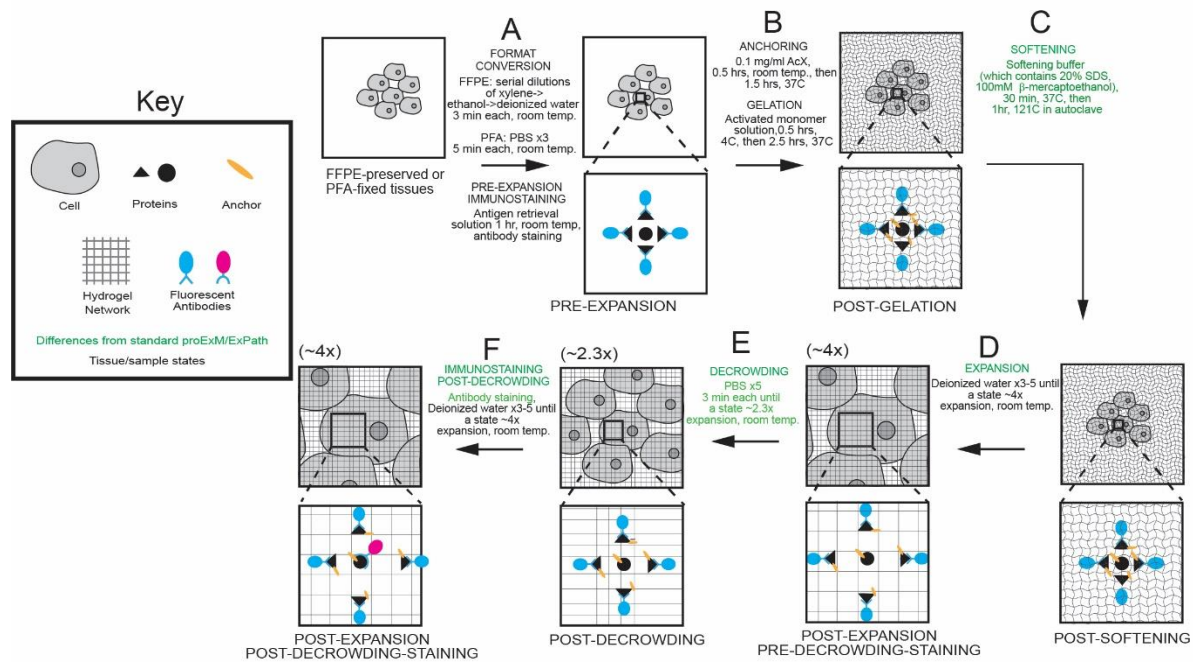 Key
Cell
Proteins
Anchor
Hydrogel
Network
Fluorescent
Antibodies
Differences from standard proExM/ExPath
Tissue/sample states
FFPE-preserved or
PFA-fixed tissues
A
FORMAT
CONVERSION
FFPE: serial dilutions
of xylene->
ethanol->deionized water
3 min each, room temp.
PFA: PBS x3
5 min each, room temp.
PRE-EXPANSION
IMMUNOSTAINING
Antigen retrieval
solution 1 hr, room temp,
antibody staining
PRE-EXPANSION
B
ANCHORING
0.1 mg/ml AcX,
0.5 hrs, room temp., then
1.5 hrs, 37C
GELATION
Activated monomer
solution,0.5 hrs,
4C, then 2.5 hrs, 37C
POST-GELATION
C
SOFTENING
Softening buffer
(which contains 20% SDS,
100mM β-mercaptoethanol),
30 min, 37C, then
1hr, 121C in autoclave
POST-SOFTENING
D
EXPANSION
Deionized water x3-5 until
a state ~4x
expansion, room temp.
(~4x)
POST-EXPANSION
PRE-DECROWDING-STAINING
E
DECROWDING
PBS x5
3 min each until
a state ~2.3x
expansion, room temp.
(~2.3x)
POST-DECROWDING
F
IMMUNOSTAINING
POST-DECROWDING
Antibody staining,
Deionized water x3-5 until
a state ~4x
expansion, room temp.
(~4x)
POST-EXPANSION
POST-DECROWDING-STAINING